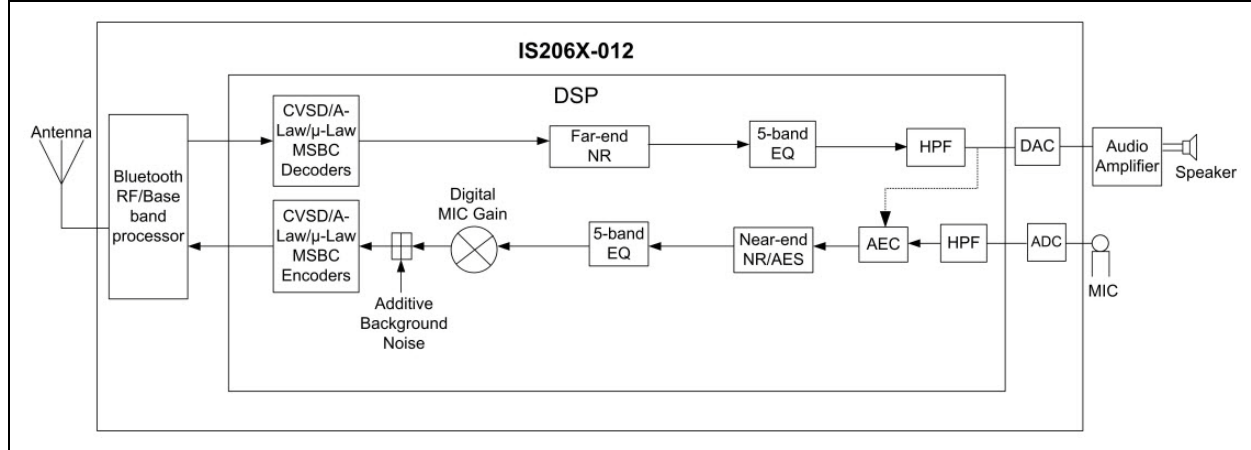 IS206X-012
DSP
Antenna
Bluetooth
RF/Base
band
processor
CVSD/A-
Law/µ-Law
MSBC
Decoders
Far-end
NR
5-band
EQ
HPF
DAC
Audio
Amplifier
Speaker
CVSD/A-
Law/µ-Law
MSBC
Encoders
Additive
Background
Noise
Digital
MIC Gain
5-band
EQ
Near-end
NR/AES
AEC
HPF
ADC
MIC